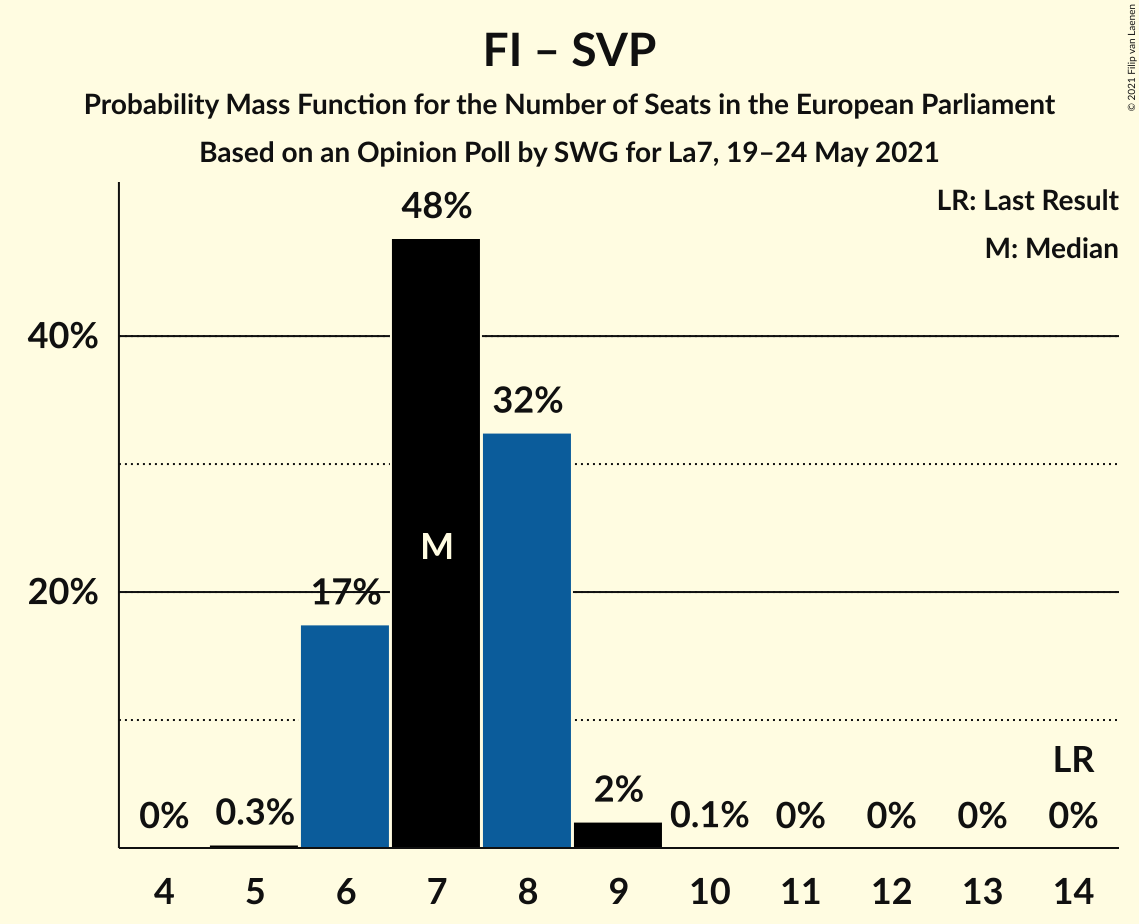 FI – SVP
Probability Mass Function for the Number of Seats in the European Parliament
Based on an Opinion Poll by SWG for La7, 19–24 May 2021
© 2021 Filip van Laenen
LR: Last Result
M: Median
48%
40%
32%
M
20%
17%
LR
2%
0% 0.3% 0.1% 0% 0% 0% 0%
4 5 6 7 8 9 10 11 12 13 14